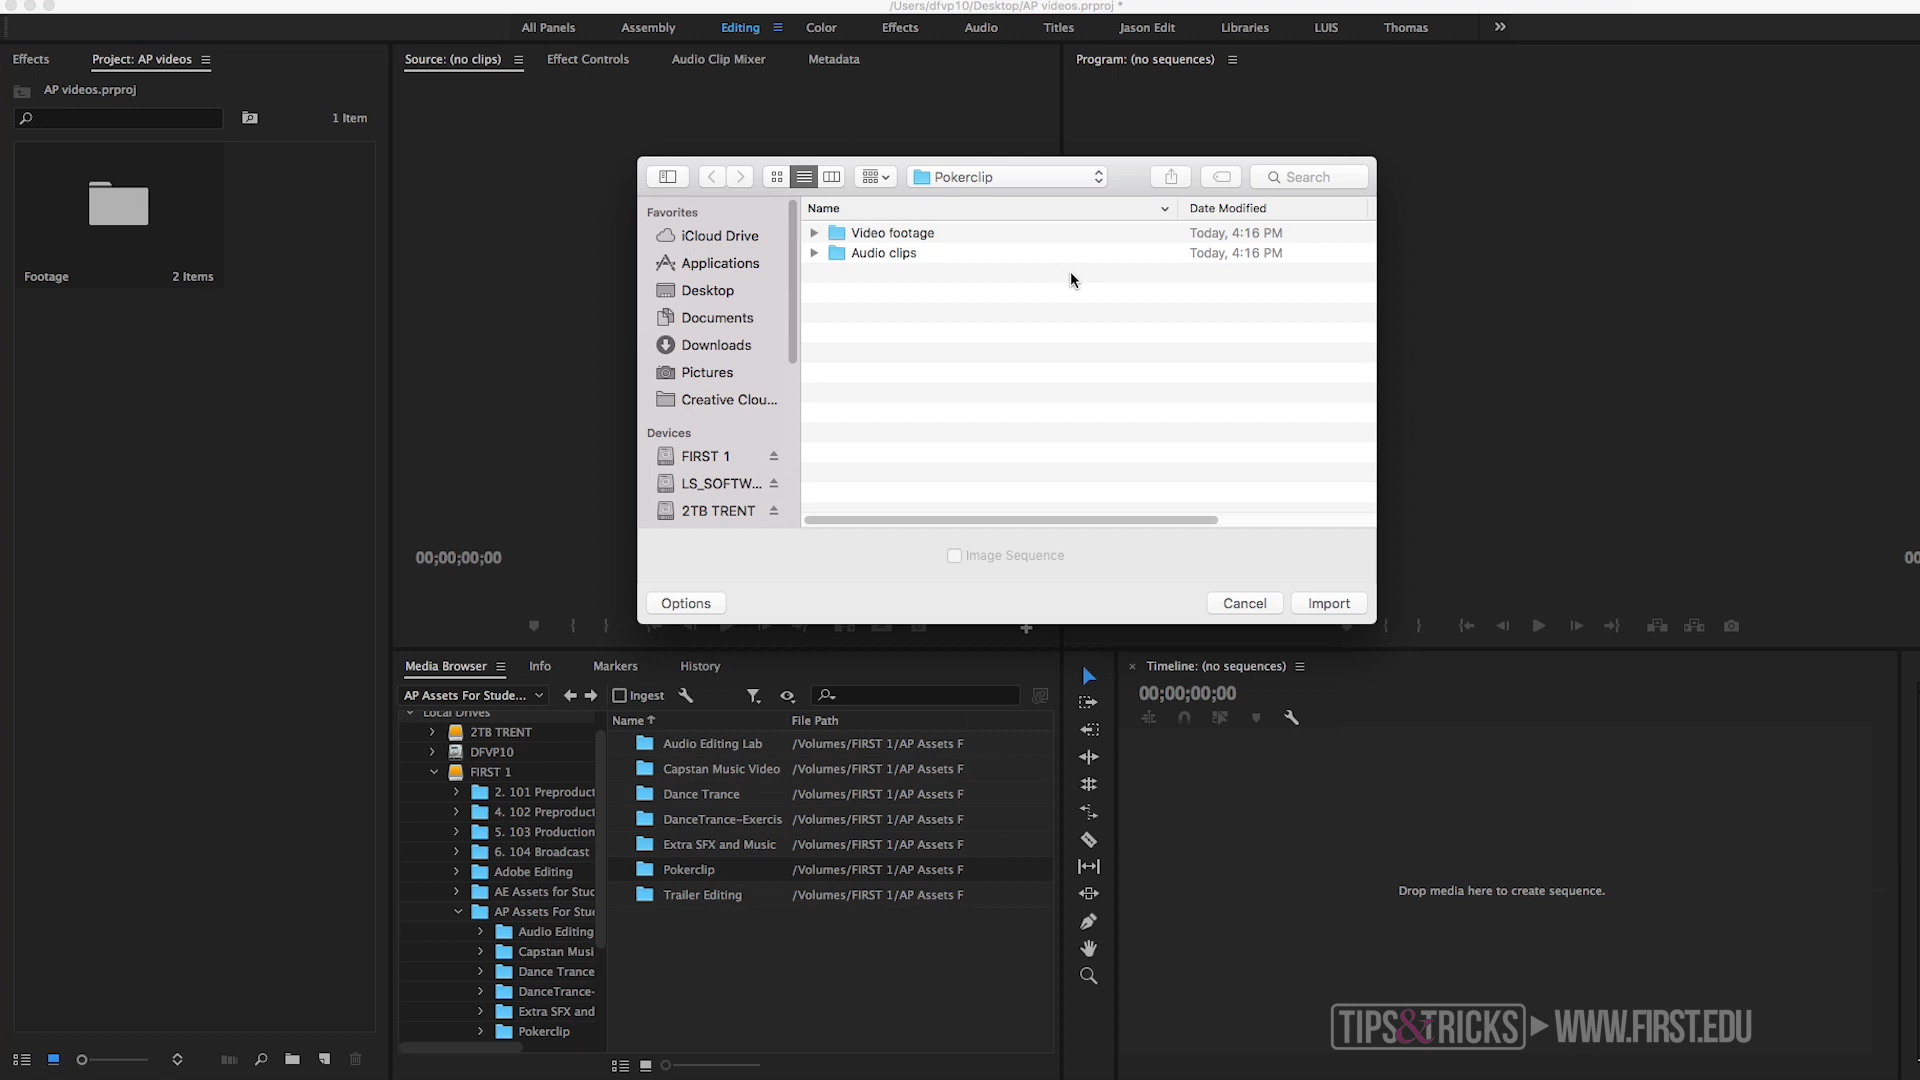 /Users/dfvp10/Desktop/AP videos.prproj *
All Panels Assembly Editing Color Effects Audio Titles Jason Edit Libraries LUIS Thomas
Effects Project: AP videos
AP videos.prproj
1 Item
Footage 2 Items
Source: (no clips) Effect Controls Audio Clip Mixer Metadata
Program: (no sequences)
Pokerclip
Search
Favorites
iCloud Drive
Applications
Desktop
Documents
Downloads
Pictures
Creative Clou...
Devices
FIRST 1
LS_SOFTW...
2TB TRENT
Name Date Modified
Video footage Today, 4:16 PM
Audio clips Today, 4:16 PM
Image Sequence
Options Cancel Import
00;00;00;00
00
Media Browser Info Markers History
AP Assets For Stude... Ingest
Local Drives
2TB TRENT
DFVP10
FIRST 1
2. 101 Preproduct
4. 102 Preproduct
5. 103 Production
6. 104 Broadcast
Adobe Editing
AE Assets for Stud
AP Assets For Stu
Audio Editing
Capstan Musi
Dance Trance
DanceTrance-
Extra SFX and
Pokerclip
Name File Path
Audio Editing Lab /Volumes/FIRST 1/AP Assets F
Capstan Music Video /Volumes/FIRST 1/AP Assets F
Dance Trance /Volumes/FIRST 1/AP Assets F
DanceTrance-Exercis /Volumes/FIRST 1/AP Assets F
Extra SFX and Music /Volumes/FIRST 1/AP Assets F
Pokerclip /Volumes/FIRST 1/AP Assets F
Trailer Editing /Volumes/FIRST 1/AP Assets F
Timeline: (no sequences)
00;00;00;00
Drop media here to create sequence.
TIPS&TRICKS WWW.FIRST.EDU